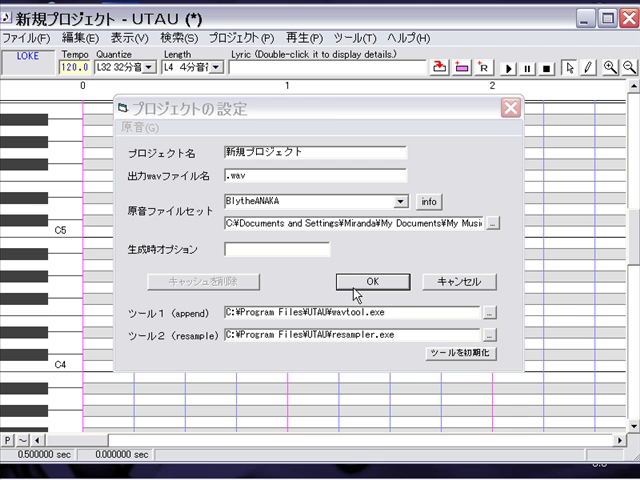 新規プロジェクト - UTAU (*)
ファイル(F) 編集(E) 表示(V) 検索(S) プロジェクト(P) 再生(P) ツール(T) ヘルプ(H)
LOKE Tempo Quantize Length Lyric (Double-click it to display details.)
120.0 L32 32分音 L4 4分音
R
0 1 2
プロジェクトの設定
原音(G)
プロジェクト名 新規プロジェクト
出力wavファイル名 .wav
原音ファイルセット BlytheANAKA info
C:¥Documents and Settings¥Miranda¥My Documents¥My Musi ...
C5
生成時オプション
キャッシュを削除 OK キャンセル
ツール1 (append) C:¥Program Files¥UTAU¥wavtool.exe ...
ツール2 (resample) C:¥Program Files¥UTAU¥resampler.exe ...
ツールを初期化
C4
P ~
0.500000 sec 0.000000 sec